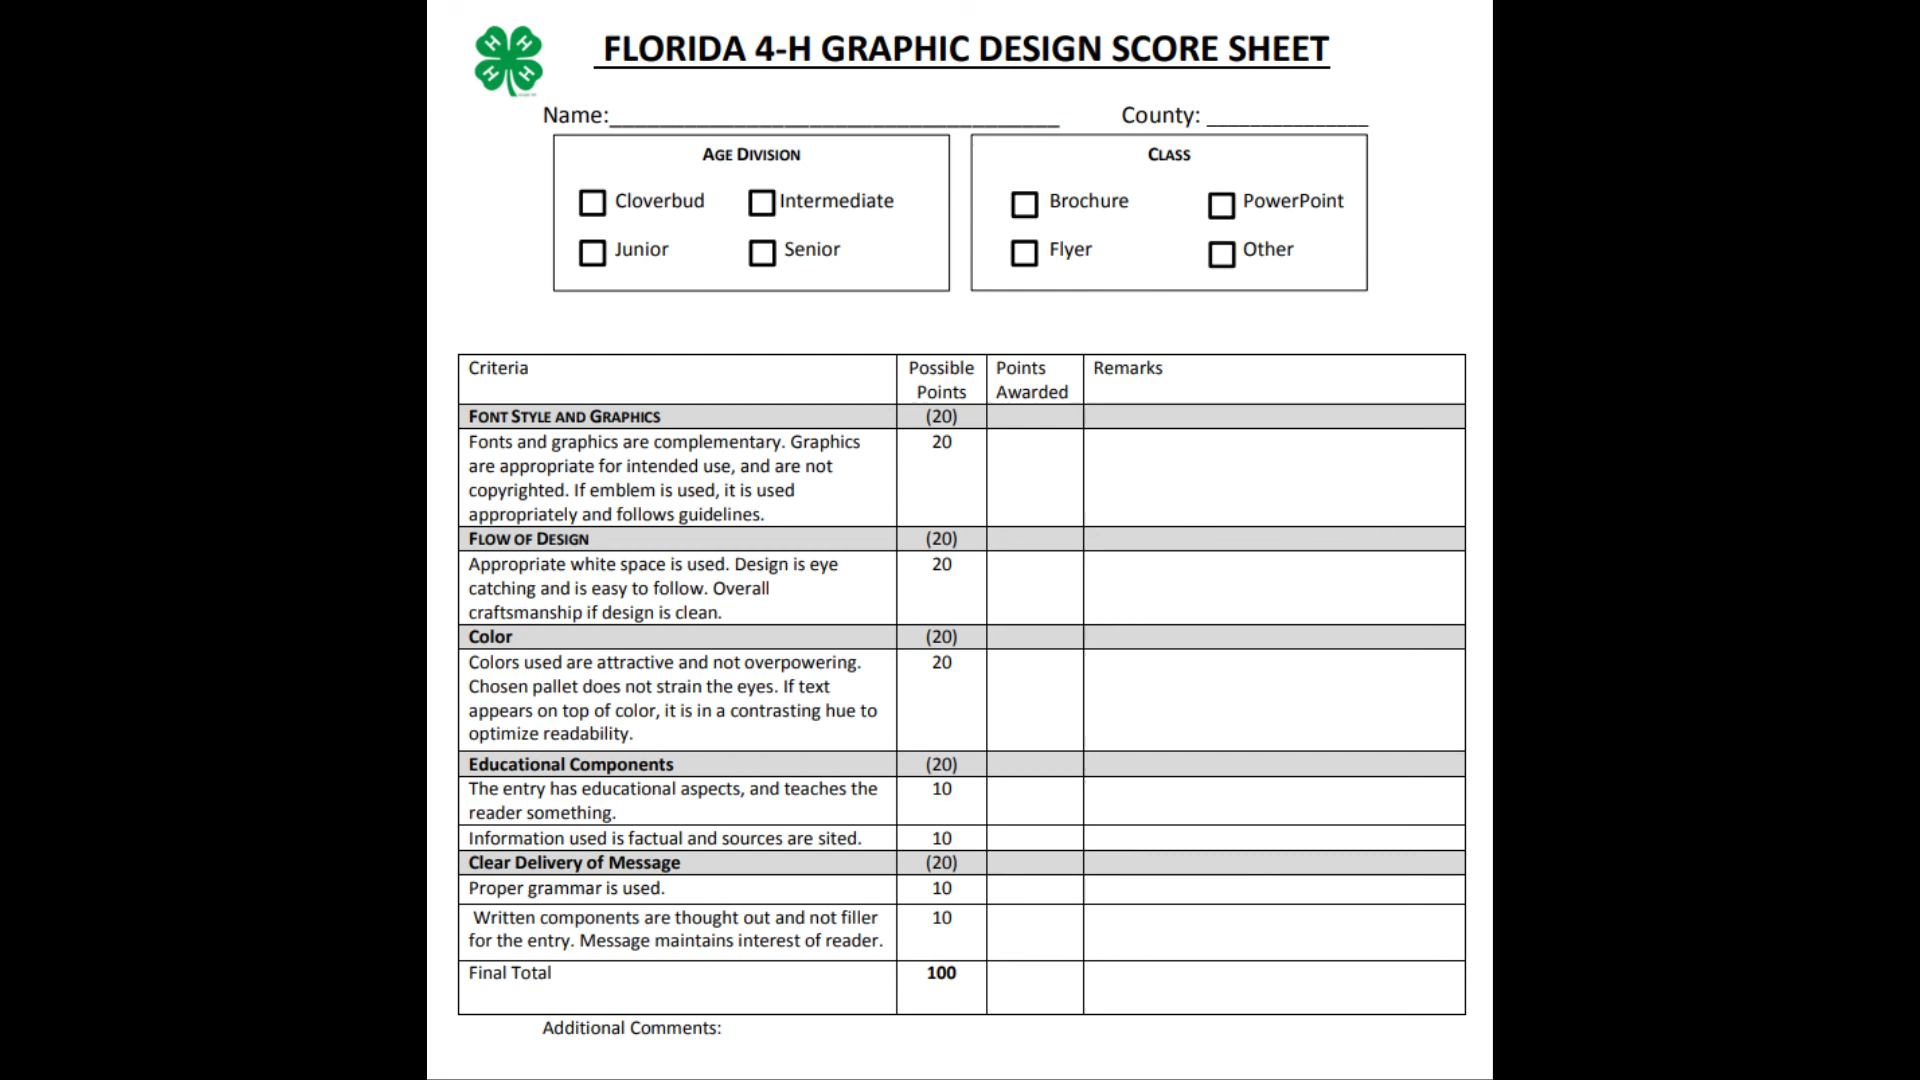 FLORIDA 4-H GRAPHIC DESIGN SCORE SHEET
Name:____________________________________ County: ______________
AGE DIVISION
Cloverbud Intermediate
Junior Senior
CLASS
Brochure PowerPoint
Flyer Other
Criteria Possible Points Points Awarded Remarks
FONT STYLE AND GRAPHICS (20)
Fonts and graphics are complementary. Graphics 20
are appropriate for intended use, and are not
copyrighted. If emblem is used, it is used
appropriately and follows guidelines.
FLOW OF DESIGN (20)
Appropriate white space is used. Design is eye 20
catching and is easy to follow. Overall
craftsmanship if design is clean.
Color (20)
Colors used are attractive and not overpowering. 20
Chosen pallet does not strain the eyes. If text
appears on top of color, it is in a contrasting hue to
optimize readability.
Educational Components (20)
The entry has educational aspects, and teaches the 10
reader something.
Information used is factual and sources are sited. 10
Clear Delivery of Message (20)
Proper grammar is used. 10
Written components are thought out and not filler 10
for the entry. Message maintains interest of reader.
Final Total 100
Additional Comments: